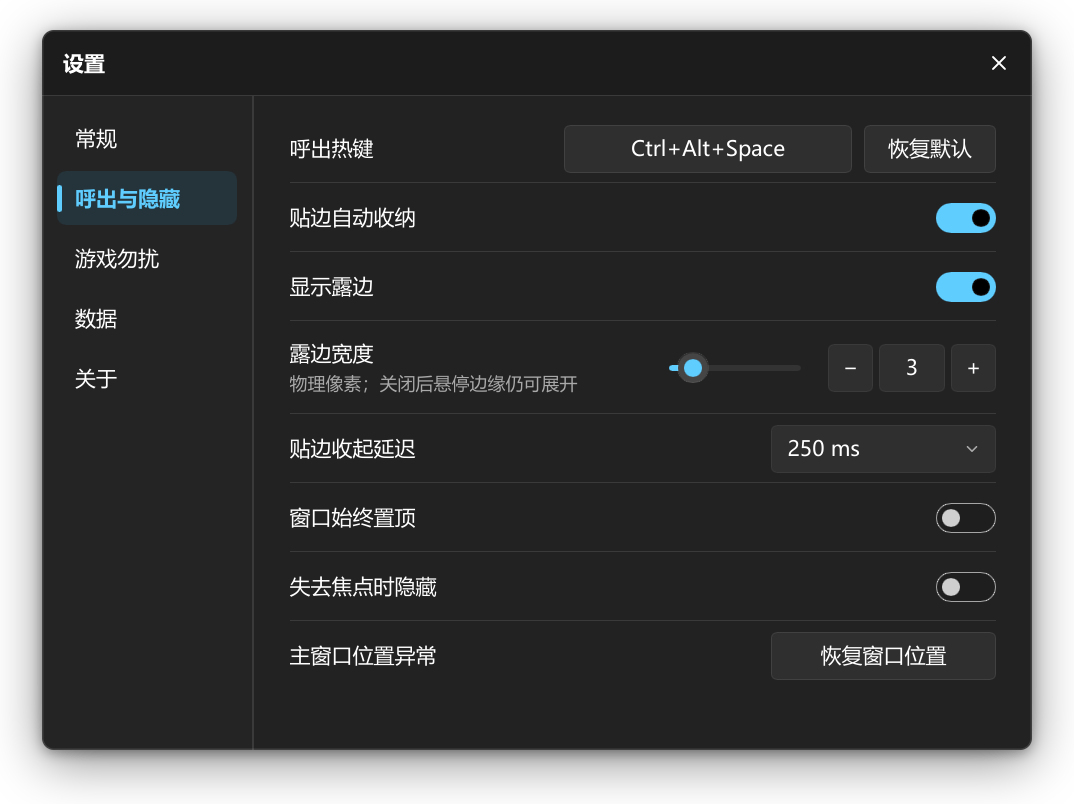 设置
常规
呼出与隐藏
游戏勿扰
数据
关于
呼出热键
Ctrl+Alt+Space
恢复默认
贴边自动收纳
显示露边
露边宽度
物理像素；关闭后悬停边缘仍可展开
− 3 +
贴边收起延迟
250 ms
窗口始终置顶
失去焦点时隐藏
主窗口位置异常
恢复窗口位置